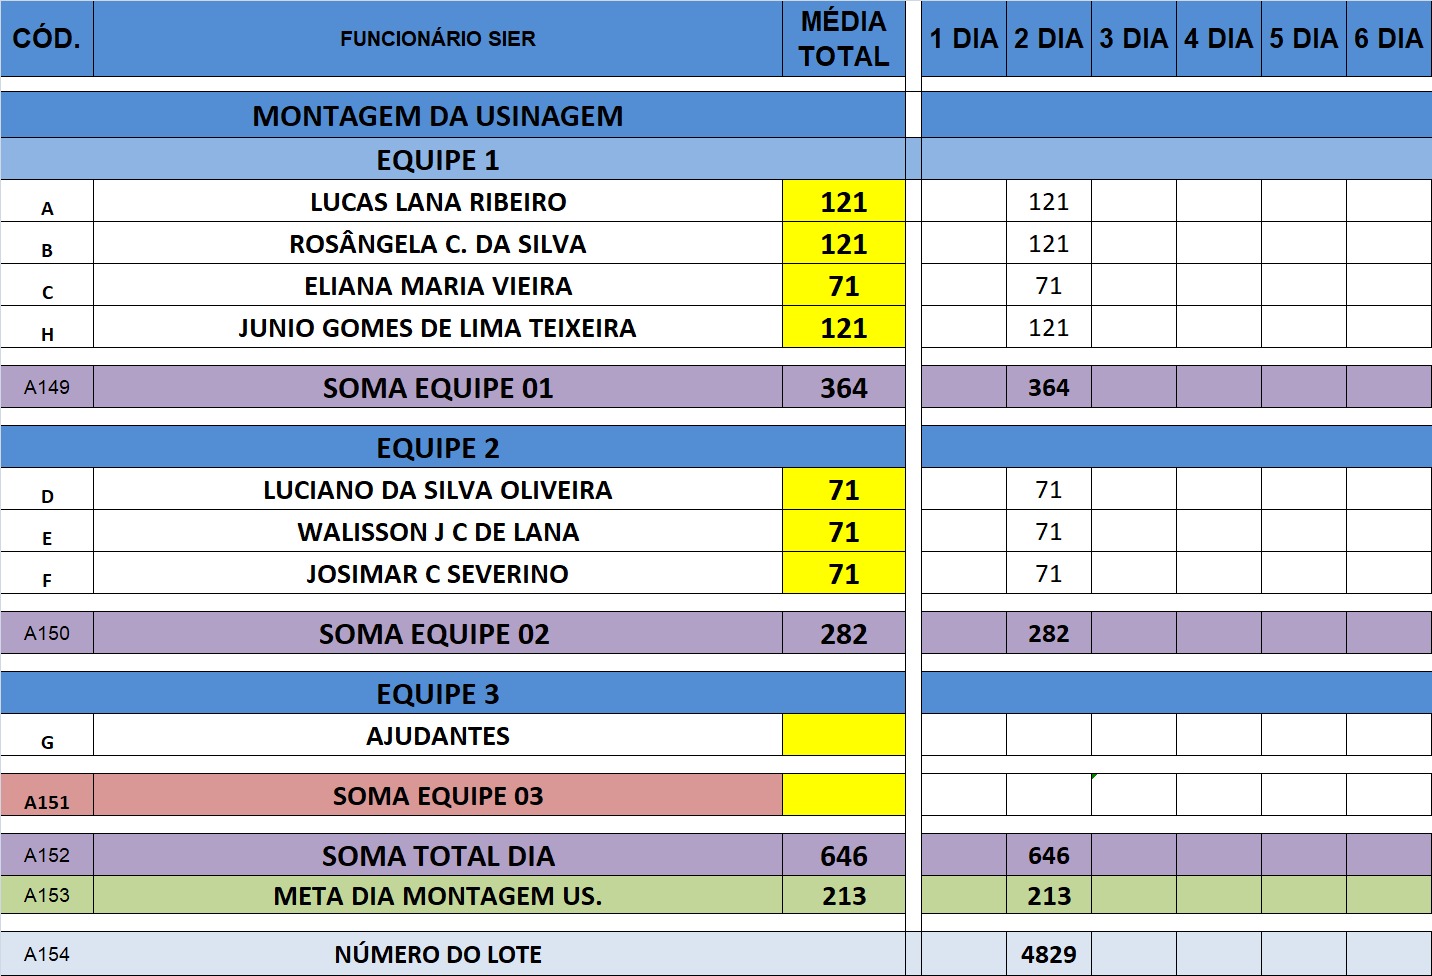 CÓD. FUNCIONÁRIO SIER MÉDIA TOTAL 1 DIA 2 DIA 3 DIA 4 DIA 5 DIA 6 DIA
MONTAGEM DA USINAGEM
EQUIPE 1
A LUCAS LANA RIBEIRO 121 121
B ROSÂNGELA C. DA SILVA 121 121
C ELIANA MARIA VIEIRA 71 71
H JUNIO GOMES DE LIMA TEIXEIRA 121 121
A149 SOMA EQUIPE 01 364 364
EQUIPE 2
D LUCIANO DA SILVA OLIVEIRA 71 71
E WALISSON J C DE LANA 71 71
F JOSIMAR C SEVERINO 71 71
A150 SOMA EQUIPE 02 282 282
EQUIPE 3
G AJUDANTES
A151 SOMA EQUIPE 03
A152 SOMA TOTAL DIA 646 646
A153 META DIA MONTAGEM US. 213 213
A154 NÚMERO DO LOTE 4829